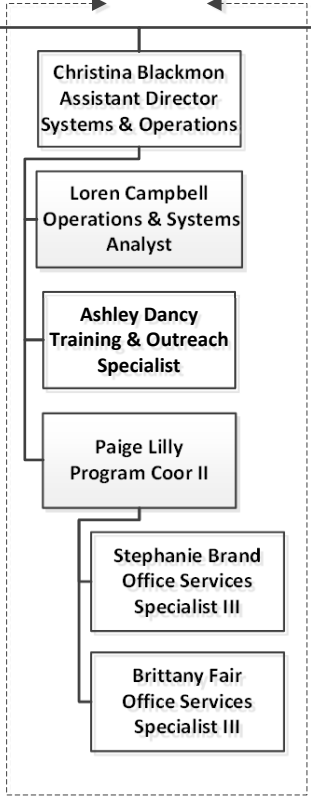 Christina Blackmon
Assistant Director
Systems & Operations
Loren Campbell
Operations & Systems
Analyst
Ashley Dancy
Training & Outreach
Specialist
Paige Lilly
Program Coor II
Stephanie Brand
Office Services
Specialist III
Brittany Fair
Office Services
Specialist III